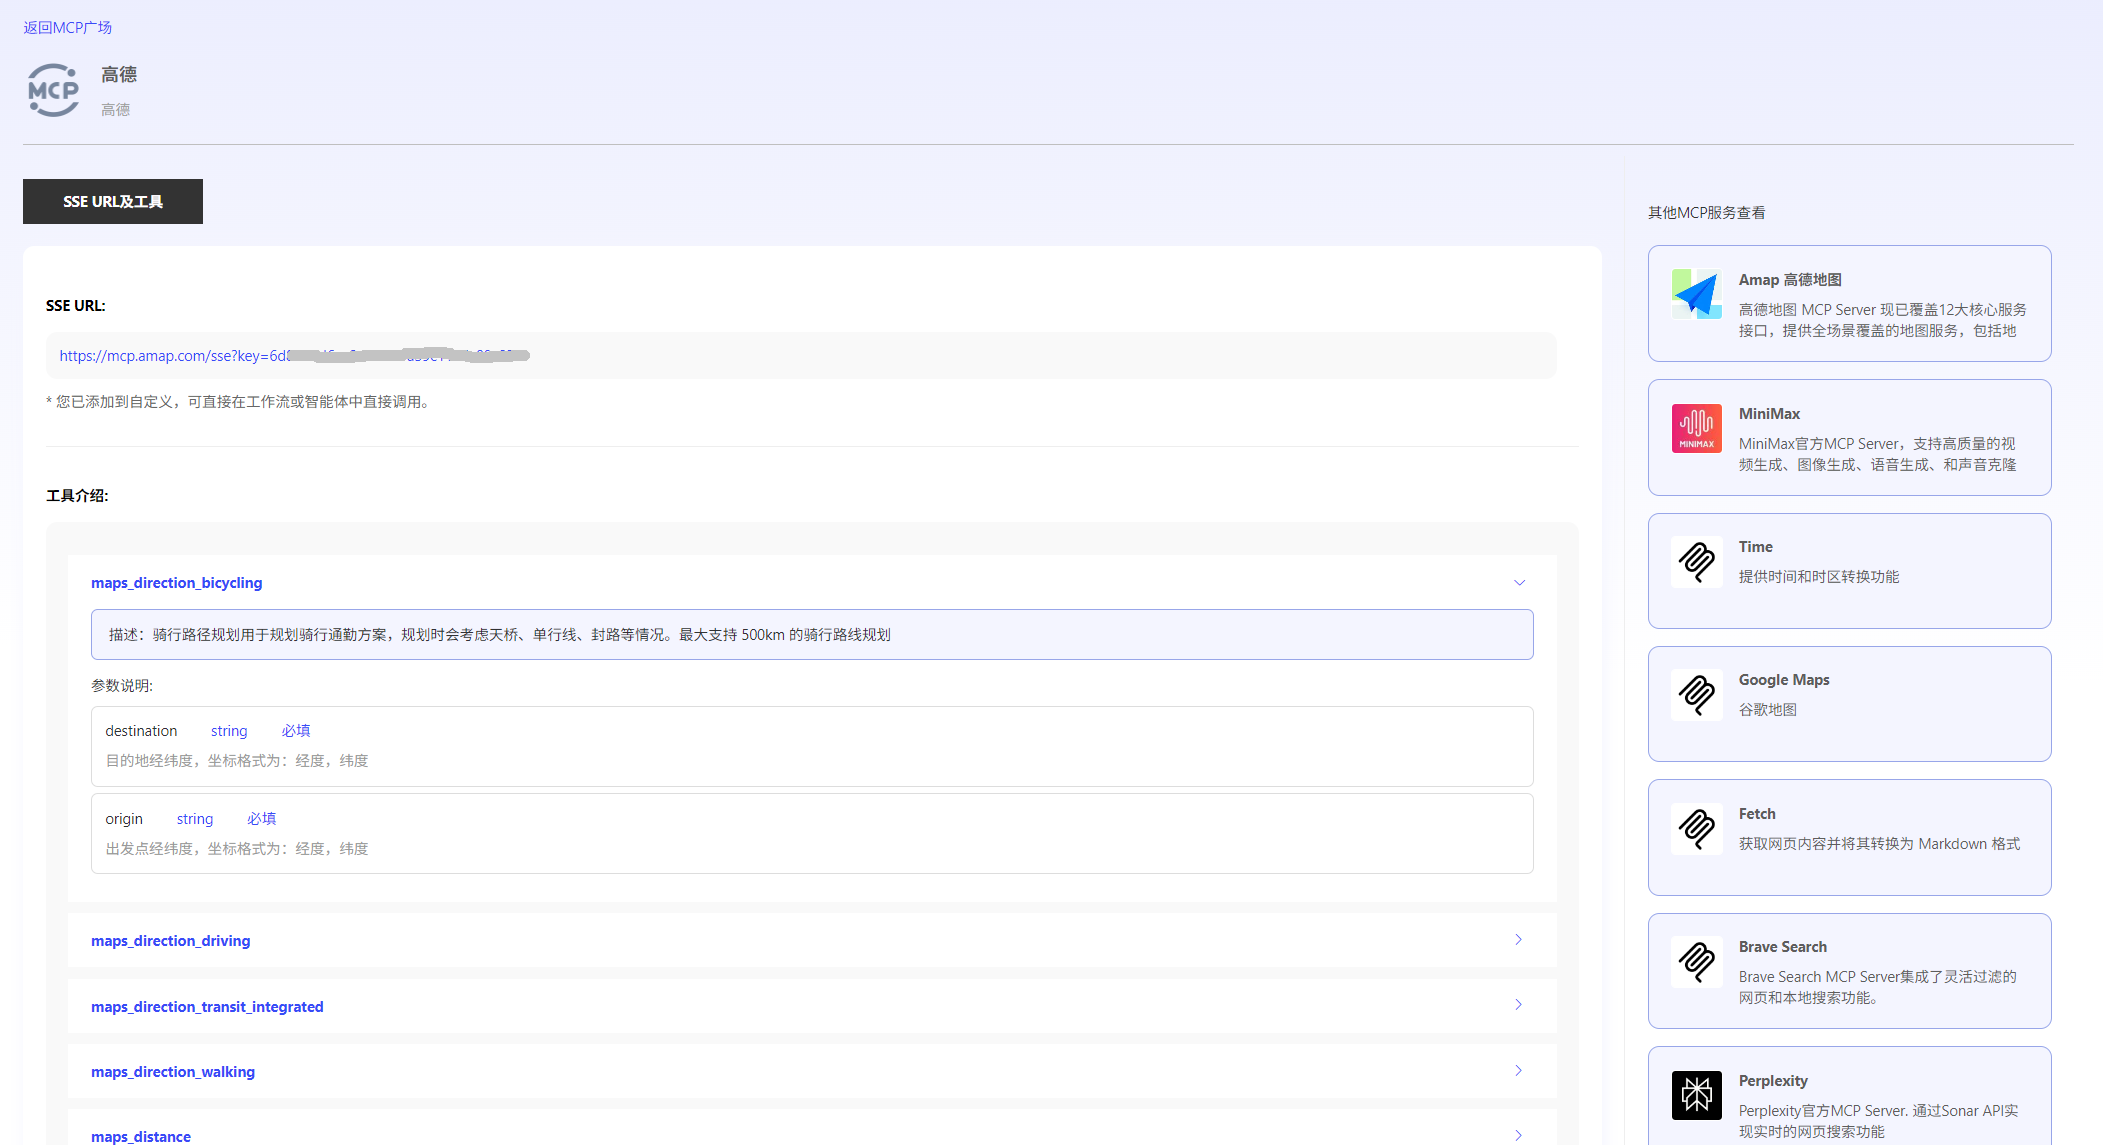 返回MCP广场
MCP
高德
高德
SSE URL及工具
SSE URL:
https://mcp.amap.com/sse?key=6d
* 您已添加到自定义，可直接在工作流或智能体中直接调用。
工具介绍:
maps_direction_bicycling
描述：骑行路径规划用于规划骑行通勤方案，规划时会考虑天桥、单行线、封路等情况。最大支持 500km 的骑行路线规划
参数说明:
destination string 必填
目的地经纬度，坐标格式为：经度，纬度
origin string 必填
出发点经纬度，坐标格式为：经度，纬度
maps_direction_driving
maps_direction_transit_integrated
maps_direction_walking
maps_distance
其他MCP服务查看
Amap 高德地图
高德地图 MCP Server 现已覆盖12大核心服务
接口，提供全场景覆盖的地图服务，包括地
MINIMAX
MiniMax
MiniMax官方MCP Server，支持高质量的视
频生成、图像生成、语音生成、和声音克隆
Time
提供时间和时区转换功能
Google Maps
谷歌地图
Fetch
获取网页内容并将其转换为 Markdown 格式
Brave Search
Brave Search MCP Server集成了灵活过滤的
网页和本地搜索功能。
Perplexity
Perplexity官方MCP Server. 通过Sonar API实
现实时的网页搜索功能